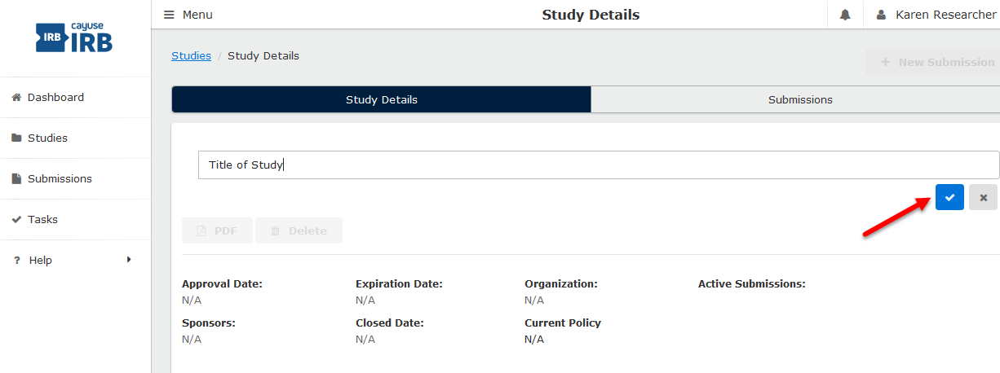 cayuse
IRB IRB
Menu
Study Details
Karen Researcher
Studies / Study Details
+ New Submission
Dashboard
Studies
Submissions
Tasks
? Help
Study Details
Submissions
Title of Study
PDF
Delete
Approval Date:
N/A
Expiration Date:
N/A
Organization:
N/A
Active Submissions:
Sponsors:
N/A
Closed Date:
N/A
Current Policy
N/A